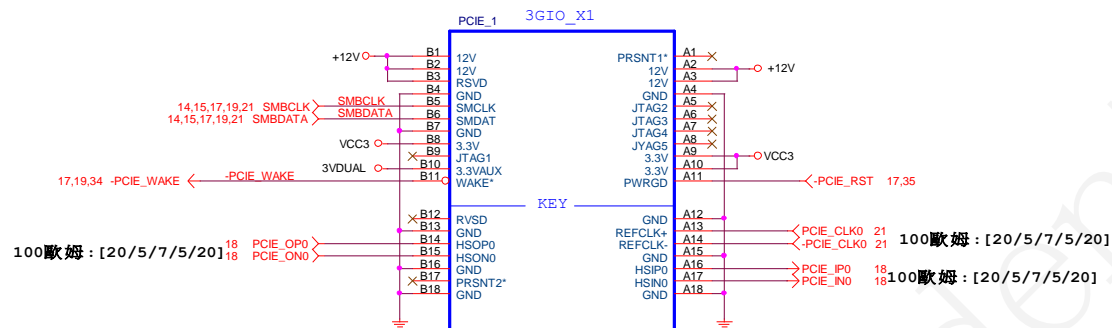 PCIE_1 3GIO_X1
+12V B1 12V PRSNT1* A1
B2 12V 12V A2 +12V
B3 RSVD 12V A3
B4 GND GND A4
14,15,17,19,21 SMBCLK SMBCLK B5 SMCLK JTAG2 A5
14,15,17,19,21 SMBDATA SMBDATA B6 SMDAT JTAG3 A6
B7 GND JTAG4 A7
VCC3 B8 3.3V JYAG5 A8
B9 JTAG1 3.3V A9 VCC3
3VDUAL B10 3.3VAUX 3.3V A10
17,19,34 -PCIE_WAKE -PCIE_WAKE B11 WAKE* PWRGD A11 -PCIE_RST 17,35
KEY
B12 RVSD GND A12
B13 GND REFCLK+ A13 PCIE_CLK0 21
18 PCIE_OP0 B14 HSOP0 REFCLK- A14 -PCIE_CLK0 21 100歐姆:[20/5/7/5/20]
100歐姆:[20/5/7/5/20] 18 PCIE_ON0 B15 HSON0 GND A15
B16 GND HSIP0 A16 PCIE_IP0 18
B17 PRSNT2* HSIN0 A17 PCIE_IN0 18 100歐姆:[20/5/7/5/20]
B18 GND GND A18